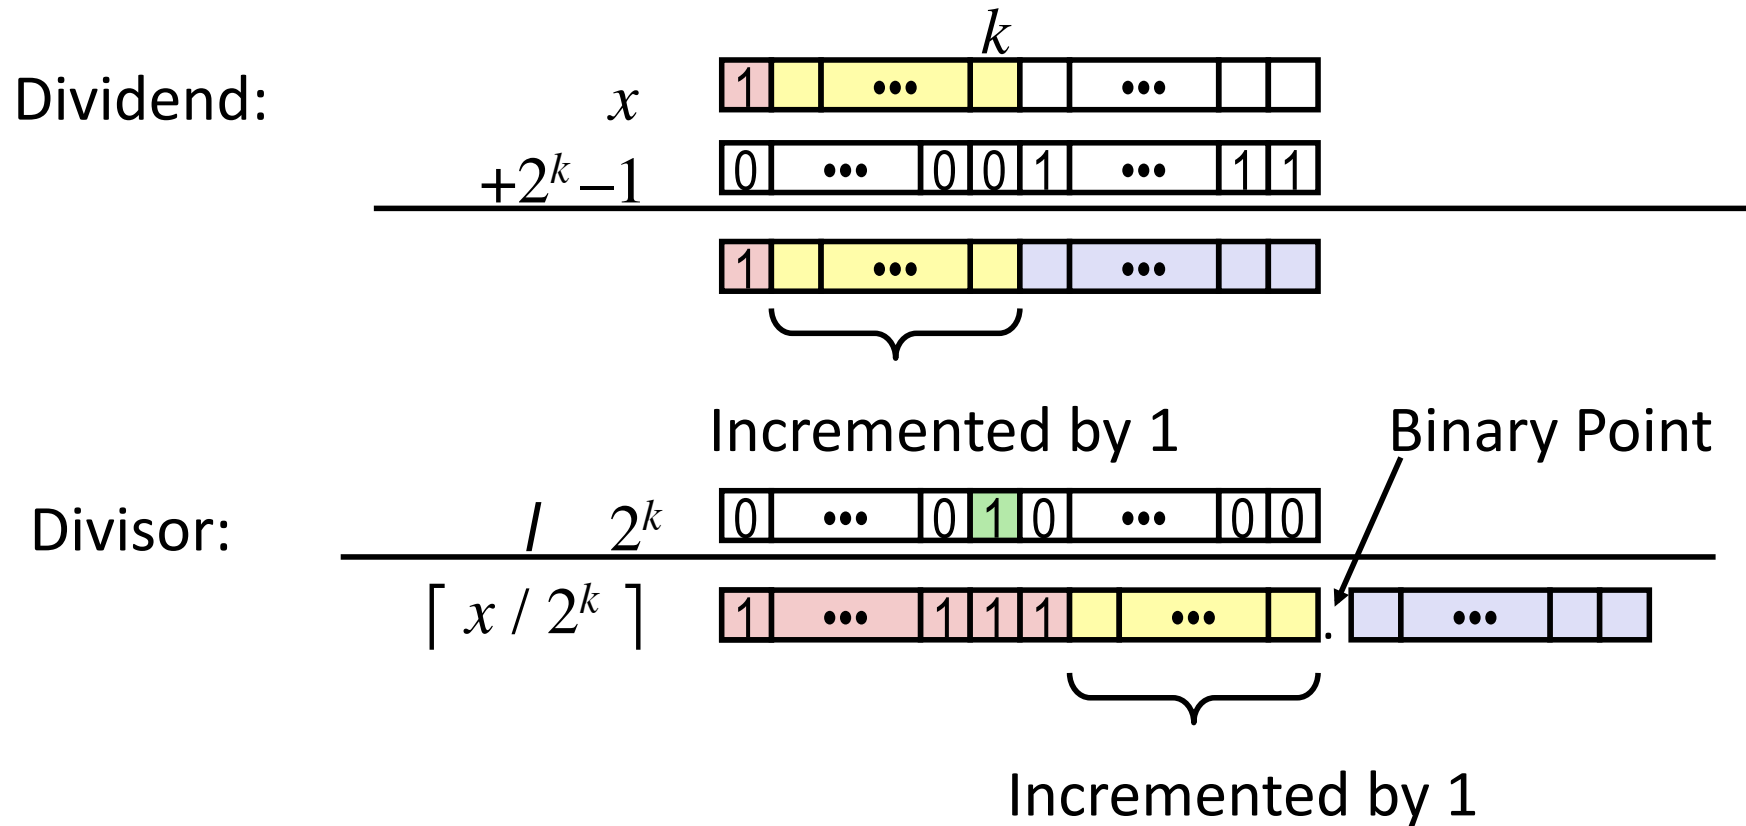 k
Dividend: x 1 ••• •••
+2^k –1 0 ••• 0 0 1 ••• 1 1
1 ••• •••
Incremented by 1 Binary Point
Divisor: / 2^k 0 ••• 0 1 0 ••• 0 0
⌈ x / 2^k ⌉ 1 ••• 1 1 1 ••• . •••
Incremented by 1